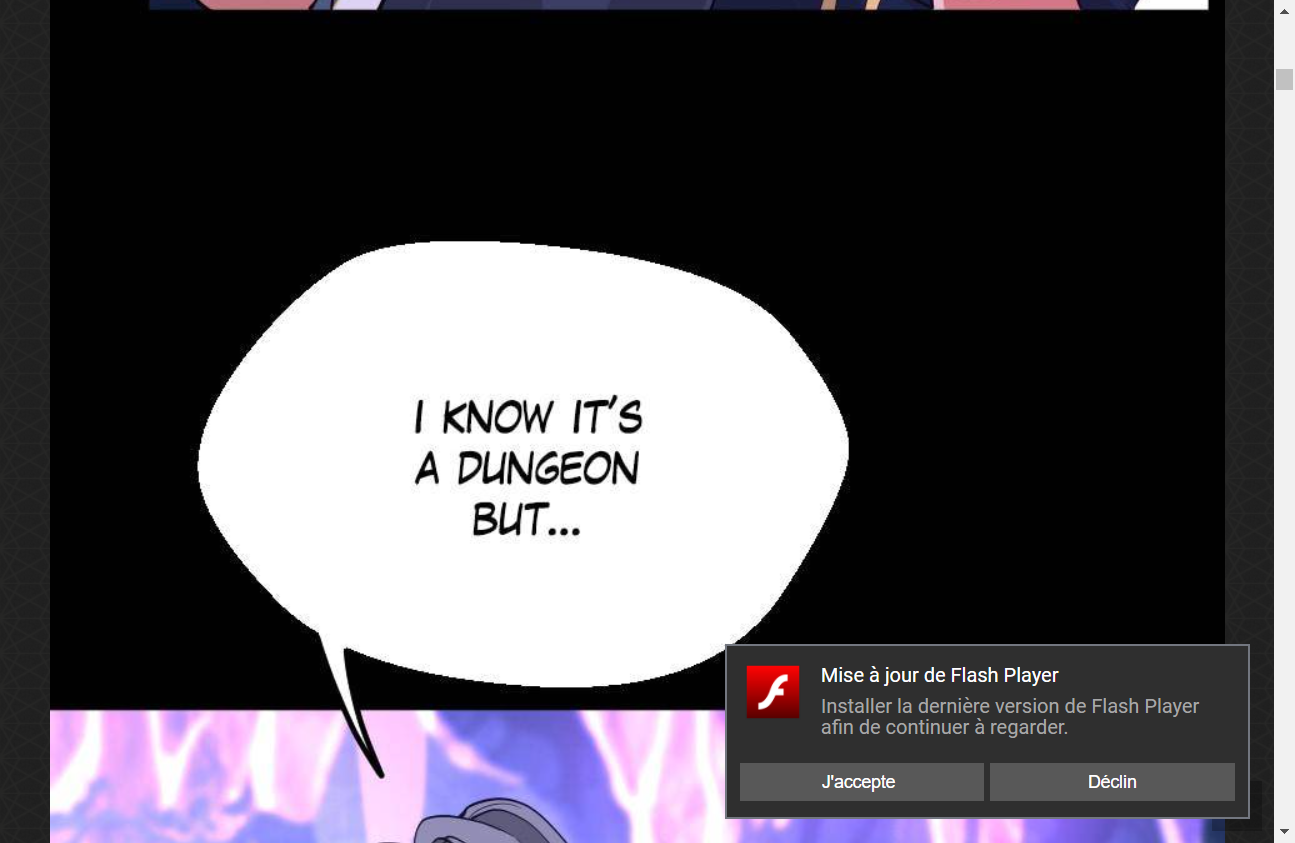 I KNOW IT'S
A DUNGEON
BUT...
Mise à jour de Flash Player
Installer la dernière version de Flash Player
afin de continuer à regarder.
J'accepte
Déclin